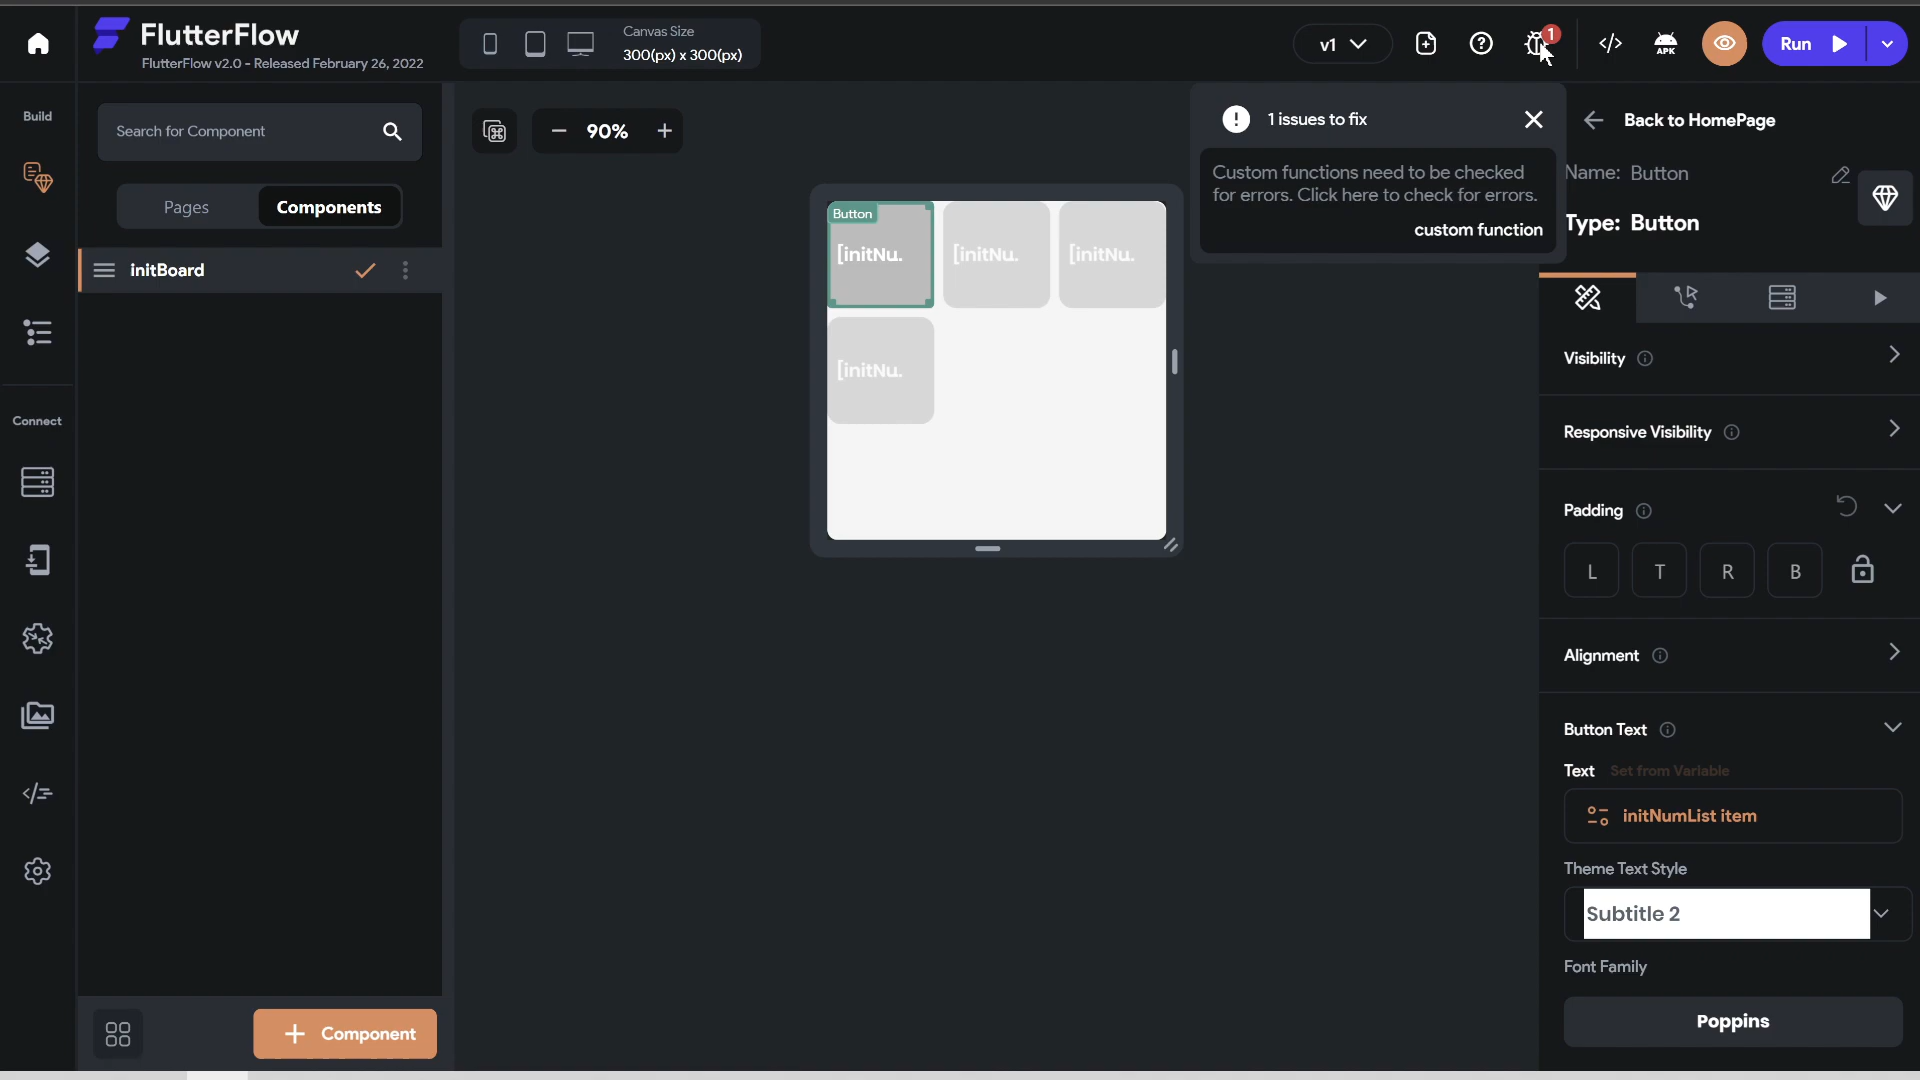 FlutterFlow
FlutterFlow v2.0 - Released February 26, 2022
Canvas Size
300(px) x 300(px)
v1
1
APK
Run
Build
Search for Component
Pages
Components
initBoard
Connect
Component
90%
Button
[initNu.
[initNu.
[initNu.
[initNu.
1 issues to fix
Custom functions need to be checked
for errors. Click here to check for errors.
custom function
Back to HomePage
Name: Button
Type: Button
Visibility
Responsive Visibility
Padding
L
T
R
B
Alignment
Button Text
Text Set from Variable
initNumList item
Theme Text Style
Subtitle 2
Font Family
Poppins